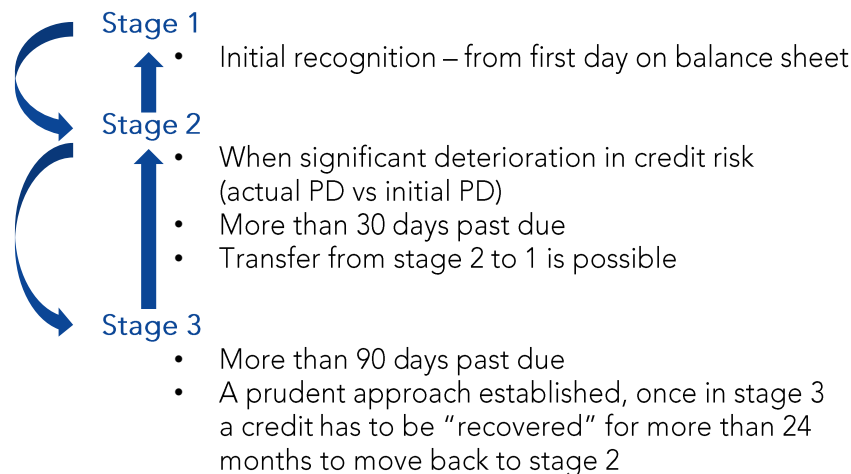 Stage 1
• Initial recognition – from first day on balance sheet
Stage 2
• When significant deterioration in credit risk
(actual PD vs initial PD)
• More than 30 days past due
• Transfer from stage 2 to 1 is possible
Stage 3
• More than 90 days past due
• A prudent approach established, once in stage 3
a credit has to be “recovered” for more than 24
months to move back to stage 2